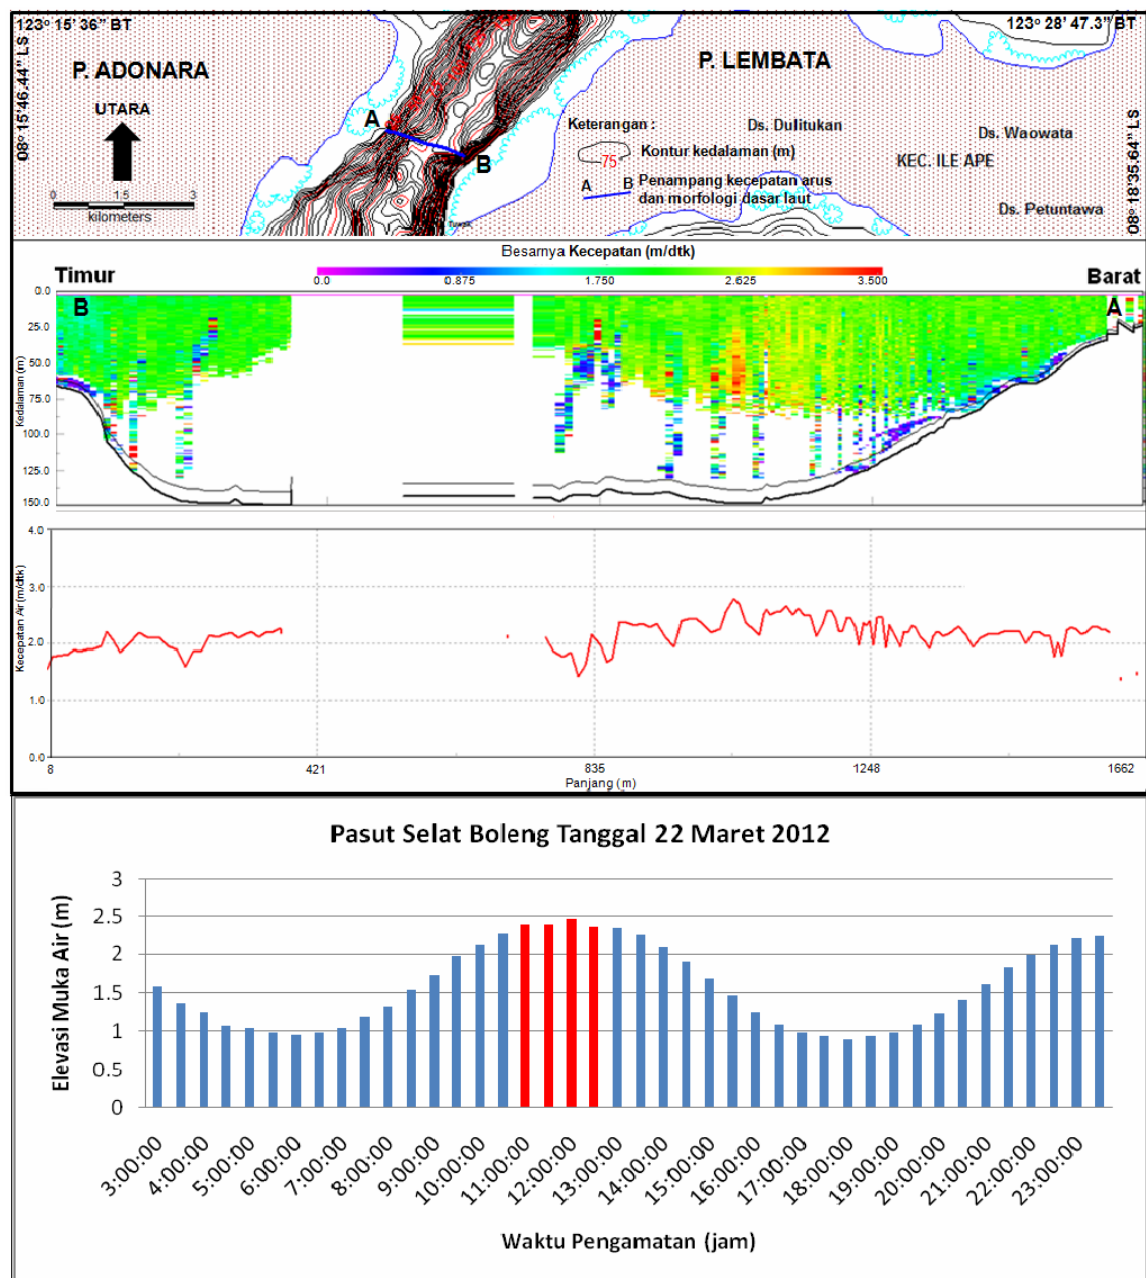 123º 15' 36" BT
123º 28' 47.3" BT
08º 15'46.44" LS
08º 18'35.64" LS
P. ADONARA
P. LEMBATA
UTARA
A
B
0 1.5 3
kilometers
Keterangan :
75
Kontur kedalaman (m)
A B Penampang kecepatan arus
dan morfologi dasar laut
Ds. Dulitukan
Ds. Waowata
KEC. ILE APE
Ds. Petuntawa
Besarnya Kecepatan (m/dtk)
Timur
Barat
0.0 0.875 1.750 2.625 3.500
B
A
Kedalaman (m)
0.0
25.0
50.0
75.0
100.0
125.0
150.0
Kecepatan Air (m/dtk)
4.0
3.0
2.0
1.0
0.0
8 421 835 1248 1662
Panjang (m)
Pasut Selat Boleng Tanggal 22 Maret 2012
Elevasi Muka Air (m)
3
2.5
2
1.5
1
0.5
0
3:00:00 4:00:00 5:00:00 6:00:00 7:00:00 8:00:00 9:00:00 10:00:00 11:00:00 12:00:00 13:00:00 14:00:00 15:00:00 16:00:00 17:00:00 18:00:00 19:00:00 20:00:00 21:00:00 22:00:00 23:00:00
Waktu Pengamatan (jam)